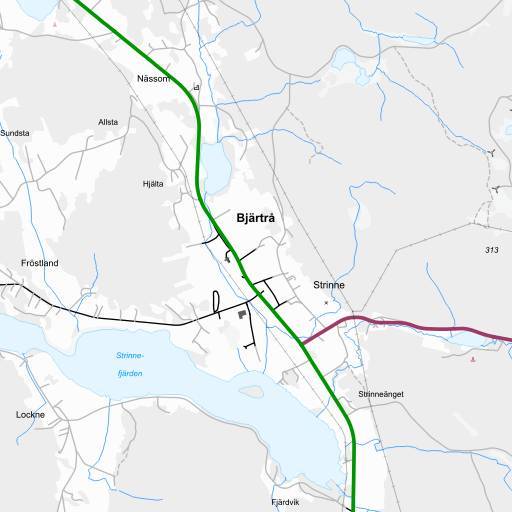 Nässom
Allsta
Sundsta
Hjälta
Bjärtrå
313
Fröstland
Strinne
Strinne-
fjärden
Strinneänget
Lockne
Fjärdvik